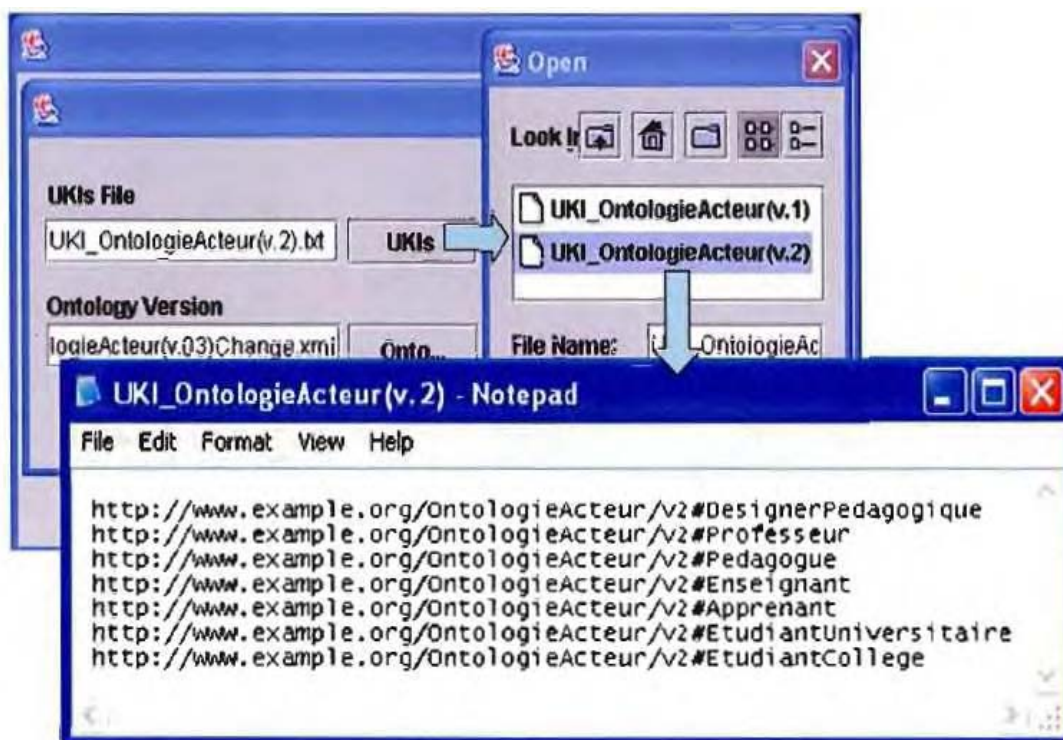 Open
Look In
UKIs File
UKI_OntologieActeur(v.2).txt
UKIs
UKI_OntologieActeur(v.1)
UKI_OntologieActeur(v.2)
Ontology Version
logieActeur(v.03)Change.xml
Onto...
File Name:
_OntologieAc
UKI_OntologieActeur(v.2) - Notepad
File Edit Format View Help
http://www.example.org/OntologieActeur/v2#DesignerPedagogique
http://www.example.org/OntologieActeur/v2#Professeur
http://www.example.org/OntologieActeur/v2#Pedagogue
http://www.example.org/OntologieActeur/v2#Enseignant
http://www.example.org/OntologieActeur/v2#Apprenant
http://www.example.org/OntologieActeur/v2#EtudiantUniversitaire
http://www.example.org/OntologieActeur/v2#EtudiantCollege